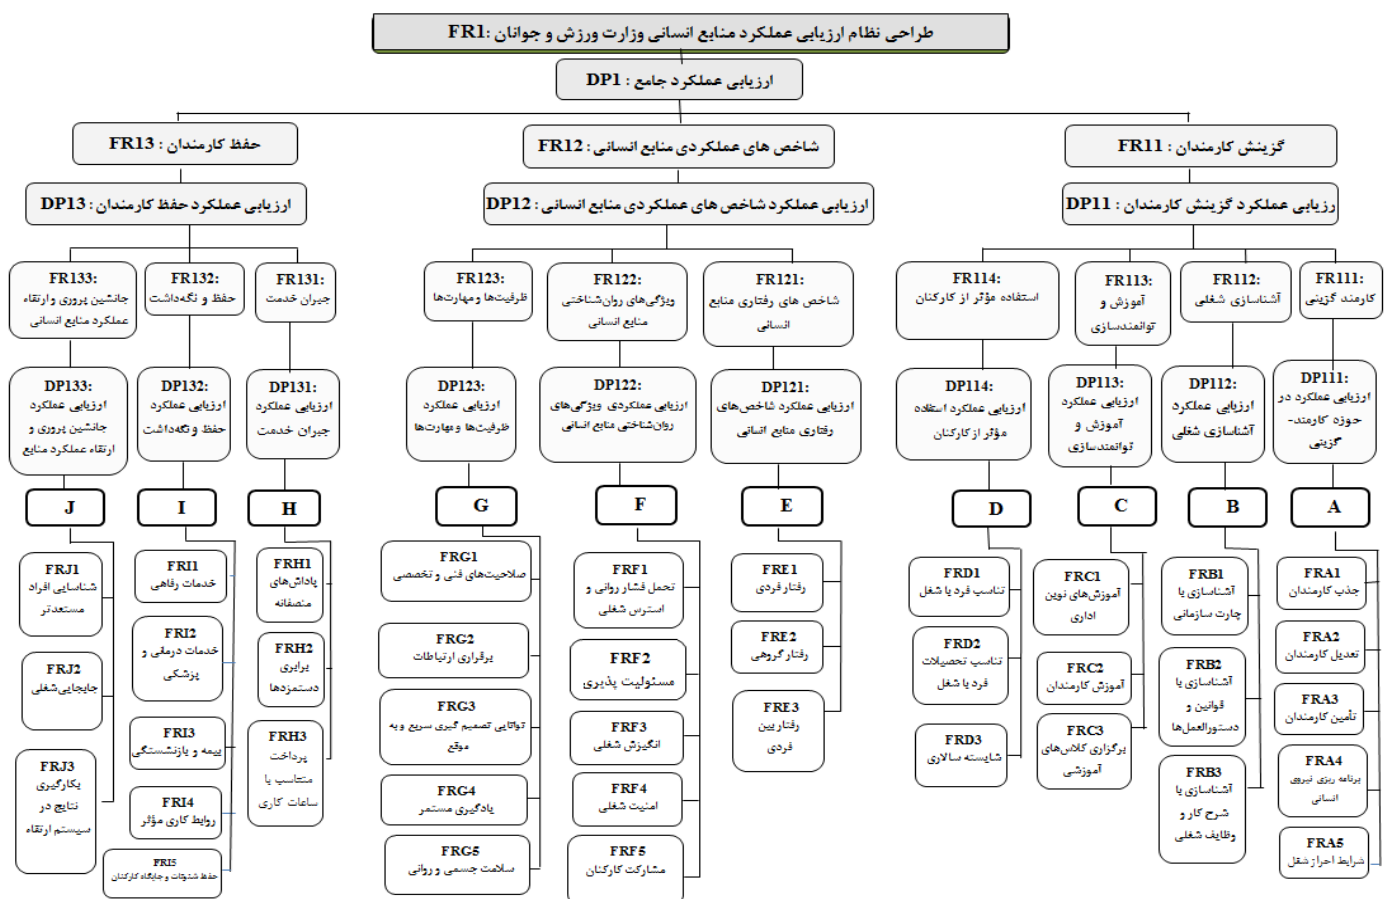 FR1: طراحی نظام ارزیابی عملکرد منابع انسانی وزارت ورزش و جوانان
DP1 : ارزیابی عملکرد جامع
FR11 : گزینش کارمندان
FR12 : شاخص های عملکردی منابع انسانی
FR13 : حفظ کارمندان
DP11 : رزیابی عملکرد گزینش کارمندان
DP12 : ارزیابی عملکرد شاخص های عملکردی منابع انسانی
DP13 : ارزیابی عملکرد حفظ کارمندان
FR111:
کارمند گزینی
FR112:
آشناسازی شغلی
FR113:
آموزش و
توانمندسازی
FR114:
استفاده مؤثر از کارکنان
FR121:
شاخص های رفتاری منابع
انسانی
FR122:
ویژگی‌های روان‌شناختی
منابع انسانی
FR123:
ظرفیت‌ها و مهارت‌ها
FR131:
جبران خدمت
FR132:
حفظ و نگه‌داشت
FR133:
جانشین پروری و ارتقاء
عملکرد منابع انسانی
DP111:
ارزیابی عملکرد در
حوزه کارمند-
گزینی
DP112:
ارزیابی عملکرد
آشناسازی شغلی
DP113:
ارزیابی عملکرد
آموزش و
توانمندسازی
DP114:
ارزیابی عملکرد استفاده
مؤثر از کارکنان
DP121:
ارزیابی عملکرد شاخص‌های
رفتاری منابع انسانی
DP122:
ارزیابی عملکردی ویژگی‌های
روان‌شناختی منابع انسانی
DP123:
ارزیابی عملکرد
ظرفیت‌ها و مهارت‌ها
DP131:
ارزیابی عملکرد
جبران خدمت
DP132:
ارزیابی عملکرد
حفظ و نگه‌داشت
DP133:
ارزیابی عملکرد
جانشین پروری و
ارتقاء عملکرد منابع
A
B
C
D
E
F
G
H
I
J
FRA1
جذب کارمندان
FRA2
تعدیل کارمندان
FRA3
تأمین کارمندان
FRA4
برنامه ریزی نیروی
انسانی
FRA5
شرایط احراز شغل
FRB1
آشناسازی با
چارت سازمانی
FRB2
آشناسازی با
قوانین و
دستورالعمل‌ها
FRB3
آشناسازی با
شرح کار و
وظایف شغلی
FRC1
آموزش‌های نوین
اداری
FRC2
آموزش کارمندان
FRC3
برگزاری کلاس‌های
آموزشی
FRD1
تناسب فرد با شغل
FRD2
تناسب تحصیلات
فرد با شغل
FRD3
شایسته سالاری
FRE1
رفتار فردی
FRE2
رفتار گروهی
FRE3
رفتار بین
فردی
FRF1
تحمل فشار روانی و
استرس شغلی
FRF2
مسئولیت پذیری
FRF3
انگیزش شغلی
FRF4
امنیت شغلی
FRF5
مشارکت کارکنان
FRG1
صلاحیت‌های فنی و تخصصی
FRG2
برقراری ارتباطات
FRG3
توانایی تصمیم گیری سریع و به
موقع
FRG4
یادگیری مستمر
FRG5
سلامت جسمی و روانی
FRH1
پاداش‌های
منصفانه
FRH2
برابری
دستمزدها
FRH3
پرداخت
متناسب با
ساعات کاری
FRI1
خدمات رفاهی
FRI2
خدمات درمانی و
پزشکی
FRI3
بیمه و بازنشستگی
FRI4
روابط کاری مؤثر
FRI5
حفظ شئونات و جایگاه کارکنان
FRJ1
شناسایی افراد
مستعدتر
FRJ2
جابجایی‌شغلی
FRJ3
بکارگیری
نتایج در
سیستم ارتقاء